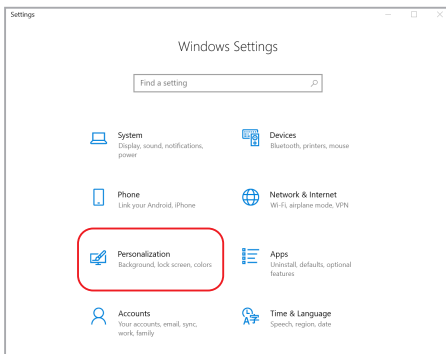 Settings
Windows Settings
Find a setting
System
Display, sound, notifications,
power
Devices
Bluetooth, printers, mouse
Phone
Link your Android, iPhone
Network & Internet
Wi-Fi, airplane mode, VPN
Personalization
Background, lock screen, colors
Apps
Uninstall, defaults, optional
features
Accounts
Your accounts, email, sync,
work, family
Time & Language
Speech, region, date